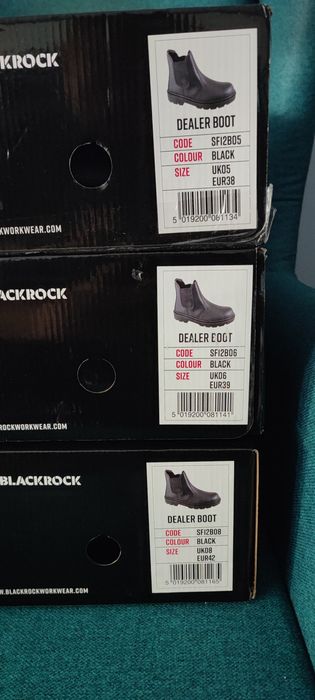 KROCK
DEALER BOOT
CODE SF12B05
COLOUR BLACK
SIZE UK05
EUR38
5 019200 081134
KWORKWEAR.COM
ACKROCK
DEALER BOOT
CODE SF12B06
COLOUR BLACK
SIZE UK06
EUR39
5 019200 081141
ROCKWORKWEAR.COM
BLACKROCK
DEALER BOOT
CODE SF12B08
COLOUR BLACK
SIZE UK08
EUR42
5 019200 081165
.BLACKROCKWORKWEAR.COM